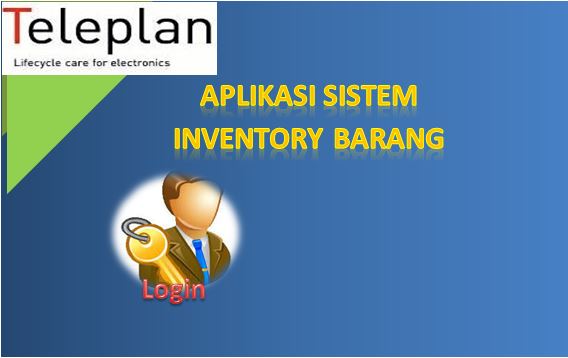 Teleplan
Lifecycle care for electronics
APLIKASI SISTEM
INVENTORY BARANG
Login